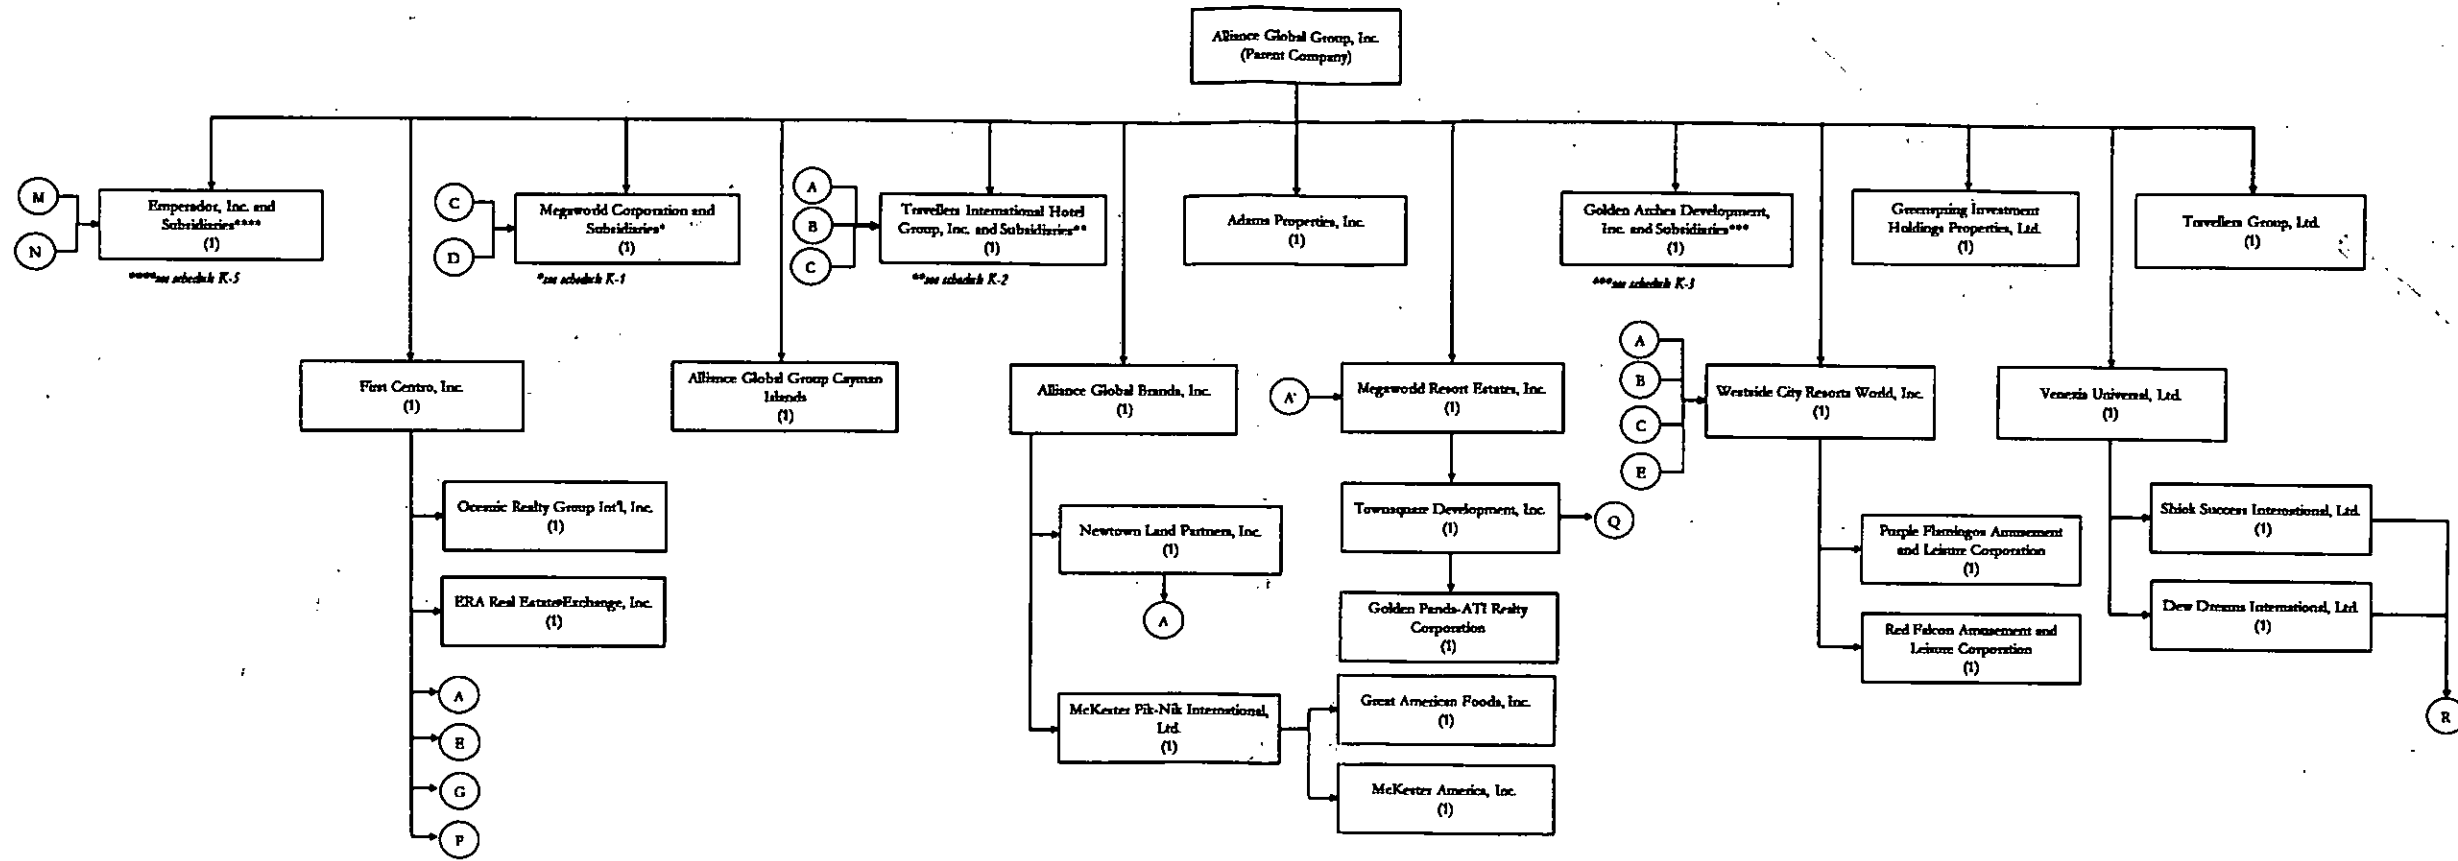 Alliance Global Group, Inc.
(Parent Company)
M
N
Emperador, Inc. and
Subsidiaries****
(1)
****see schedule K-5
C
D
Megaworld Corporation and
Subsidiaries*
(1)
*see schedule K-1
A
B
C
Travellers International Hotel
Group, Inc. and Subsidiaries**
(1)
**see schedule K-2
Adams Properties, Inc.
(1)
Golden Arches Development,
Inc. and Subsidiaries***
(1)
***see schedule K-3
Greenspring Investment
Holdings Properties, Ltd.
(1)
Travellers Group, Ltd.
(1)
First Centro, Inc.
(1)
Alliance Global Group Cayman
Islands
(1)
Alliance Global Brands, Inc.
(1)
A
Megaworld Resort Estates, Inc.
(1)
A
B
C
E
Westside City Resorts World, Inc.
(1)
Venezia Universal, Ltd.
(1)
Oceanic Realty Group Int'l, Inc.
(1)
ERA Real Estate Exchange, Inc.
(1)
A
E
G
P
Newtown Land Partners, Inc.
(1)
A
McKester Pik-Nik International,
Ltd.
(1)
Townsquare Development, Inc.
(1)
Q
Golden Panda-ATI Realty
Corporation
(1)
Great American Foods, Inc.
(1)
McKester America, Inc.
(1)
Purple Flamingos Amusement
and Leisure Corporation
(1)
Red Falcon Amusement and
Leisure Corporation
(1)
Shiok Success International, Ltd.
(1)
Dew Dreams International, Ltd.
(1)
R